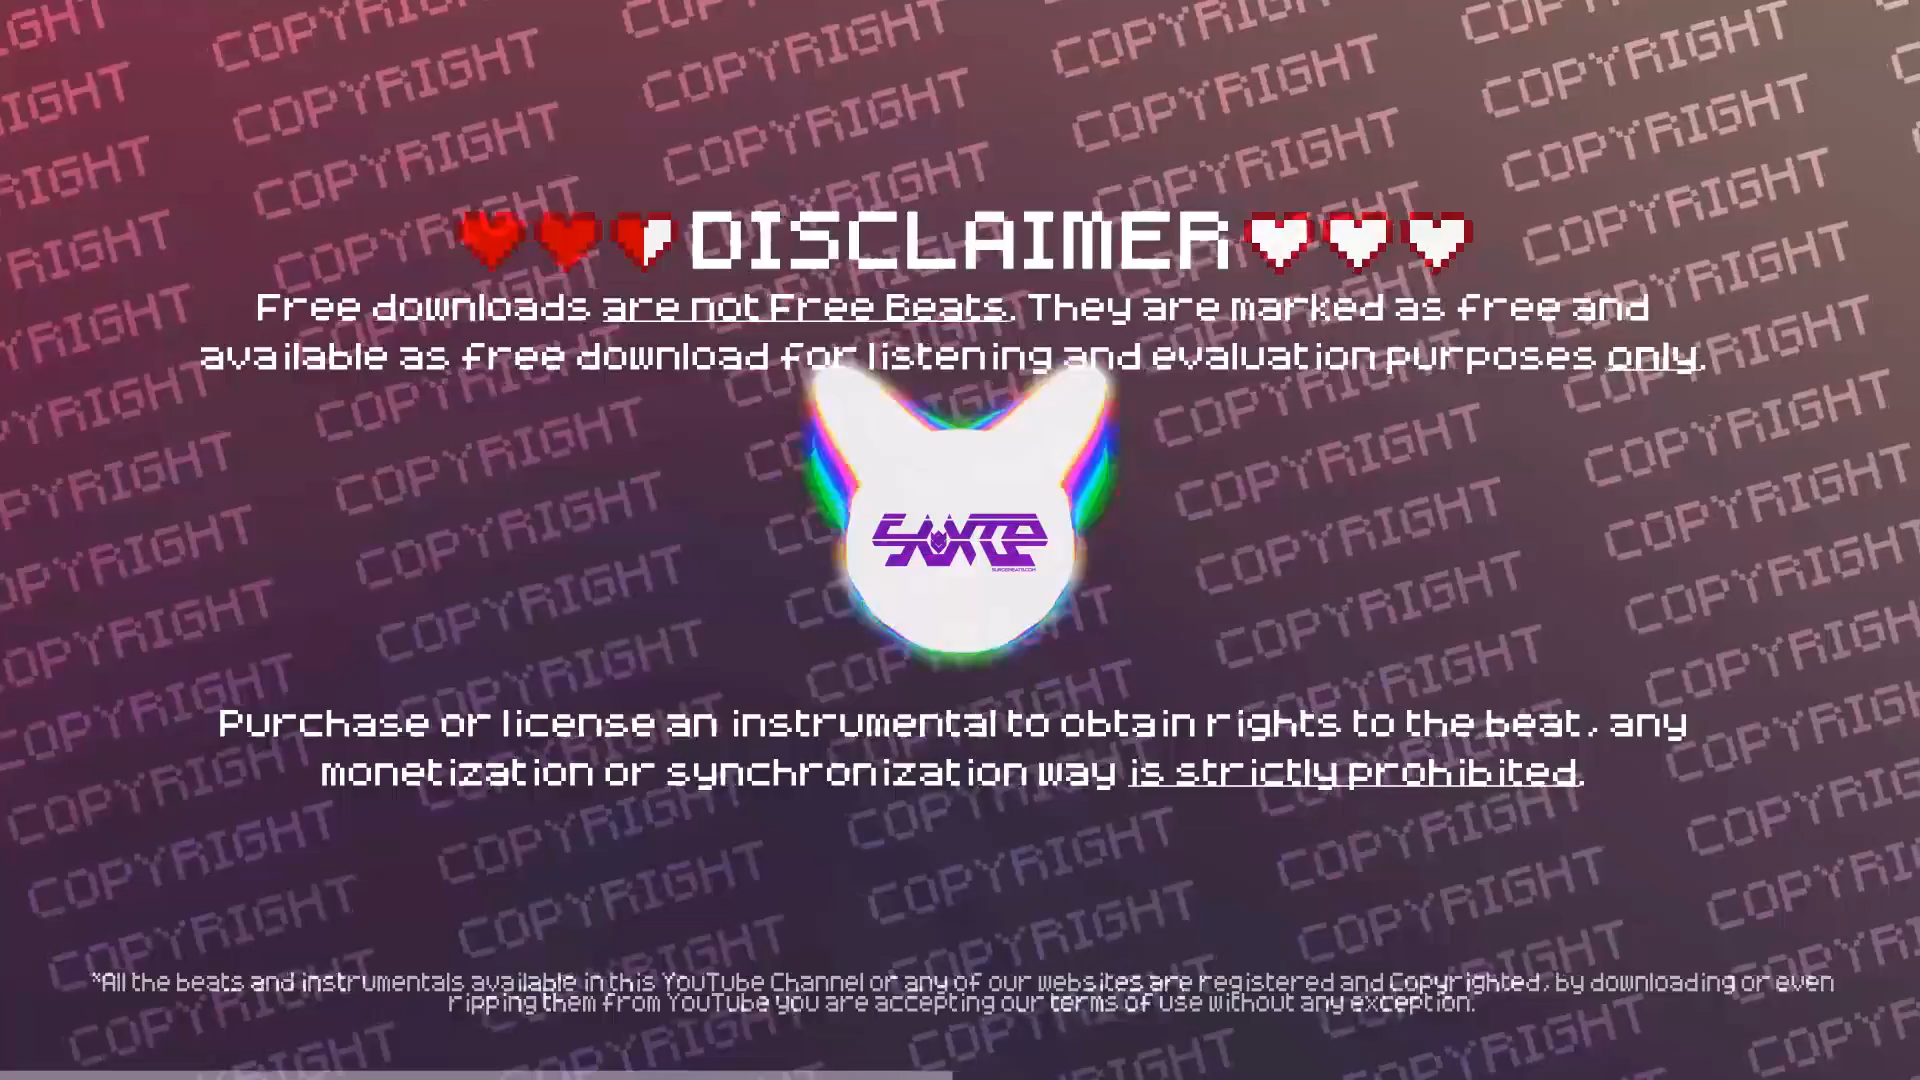 DISCLAIMER
Free downloads are not Free Beats. They are marked as free and
available as free download for listening and evaluation purposes only.
Purchase or license an instrumental to obtain rights to the beat, any
monetization or synchronization way is strictly prohibited.
*All the beats and instrumentals available in this YouTube Channel or any of our websites are registered and Copyrighted, by downloading or even
ripping them from YouTube you are accepting our terms of use without any exception.
COPYRIGHT